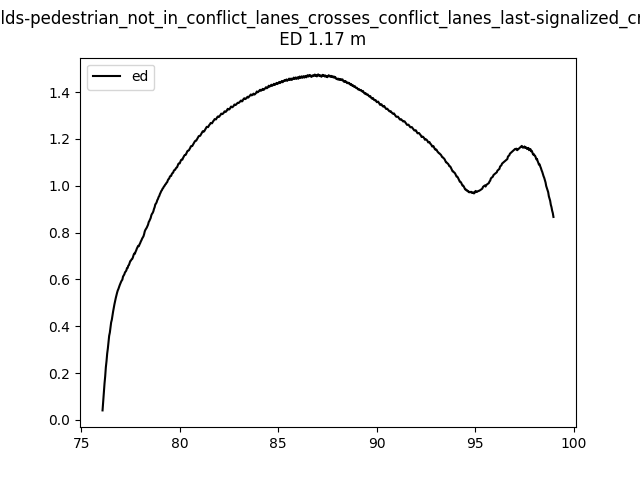 lds-pedestrian_not_in_conflict_lanes_crosses_conflict_lanes_last-signalized_cr
ED 1.17 m
ed
1.4
1.2
1.0
0.8
0.6
0.4
0.2
0.0
75 80 85 90 95 100